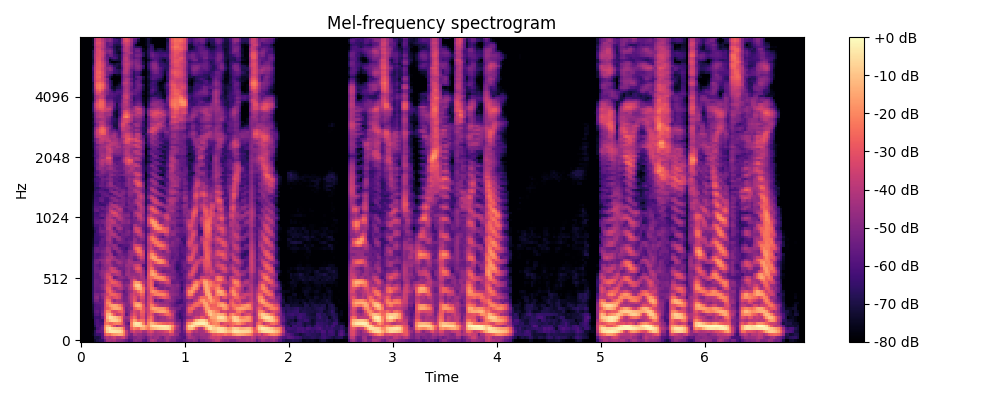 Mel-frequency spectrogram
Hz
4096
2048
1024
512
0
0 1 2 3 4 5 6
Time
+0 dB
-10 dB
-20 dB
-30 dB
-40 dB
-50 dB
-60 dB
-70 dB
-80 dB